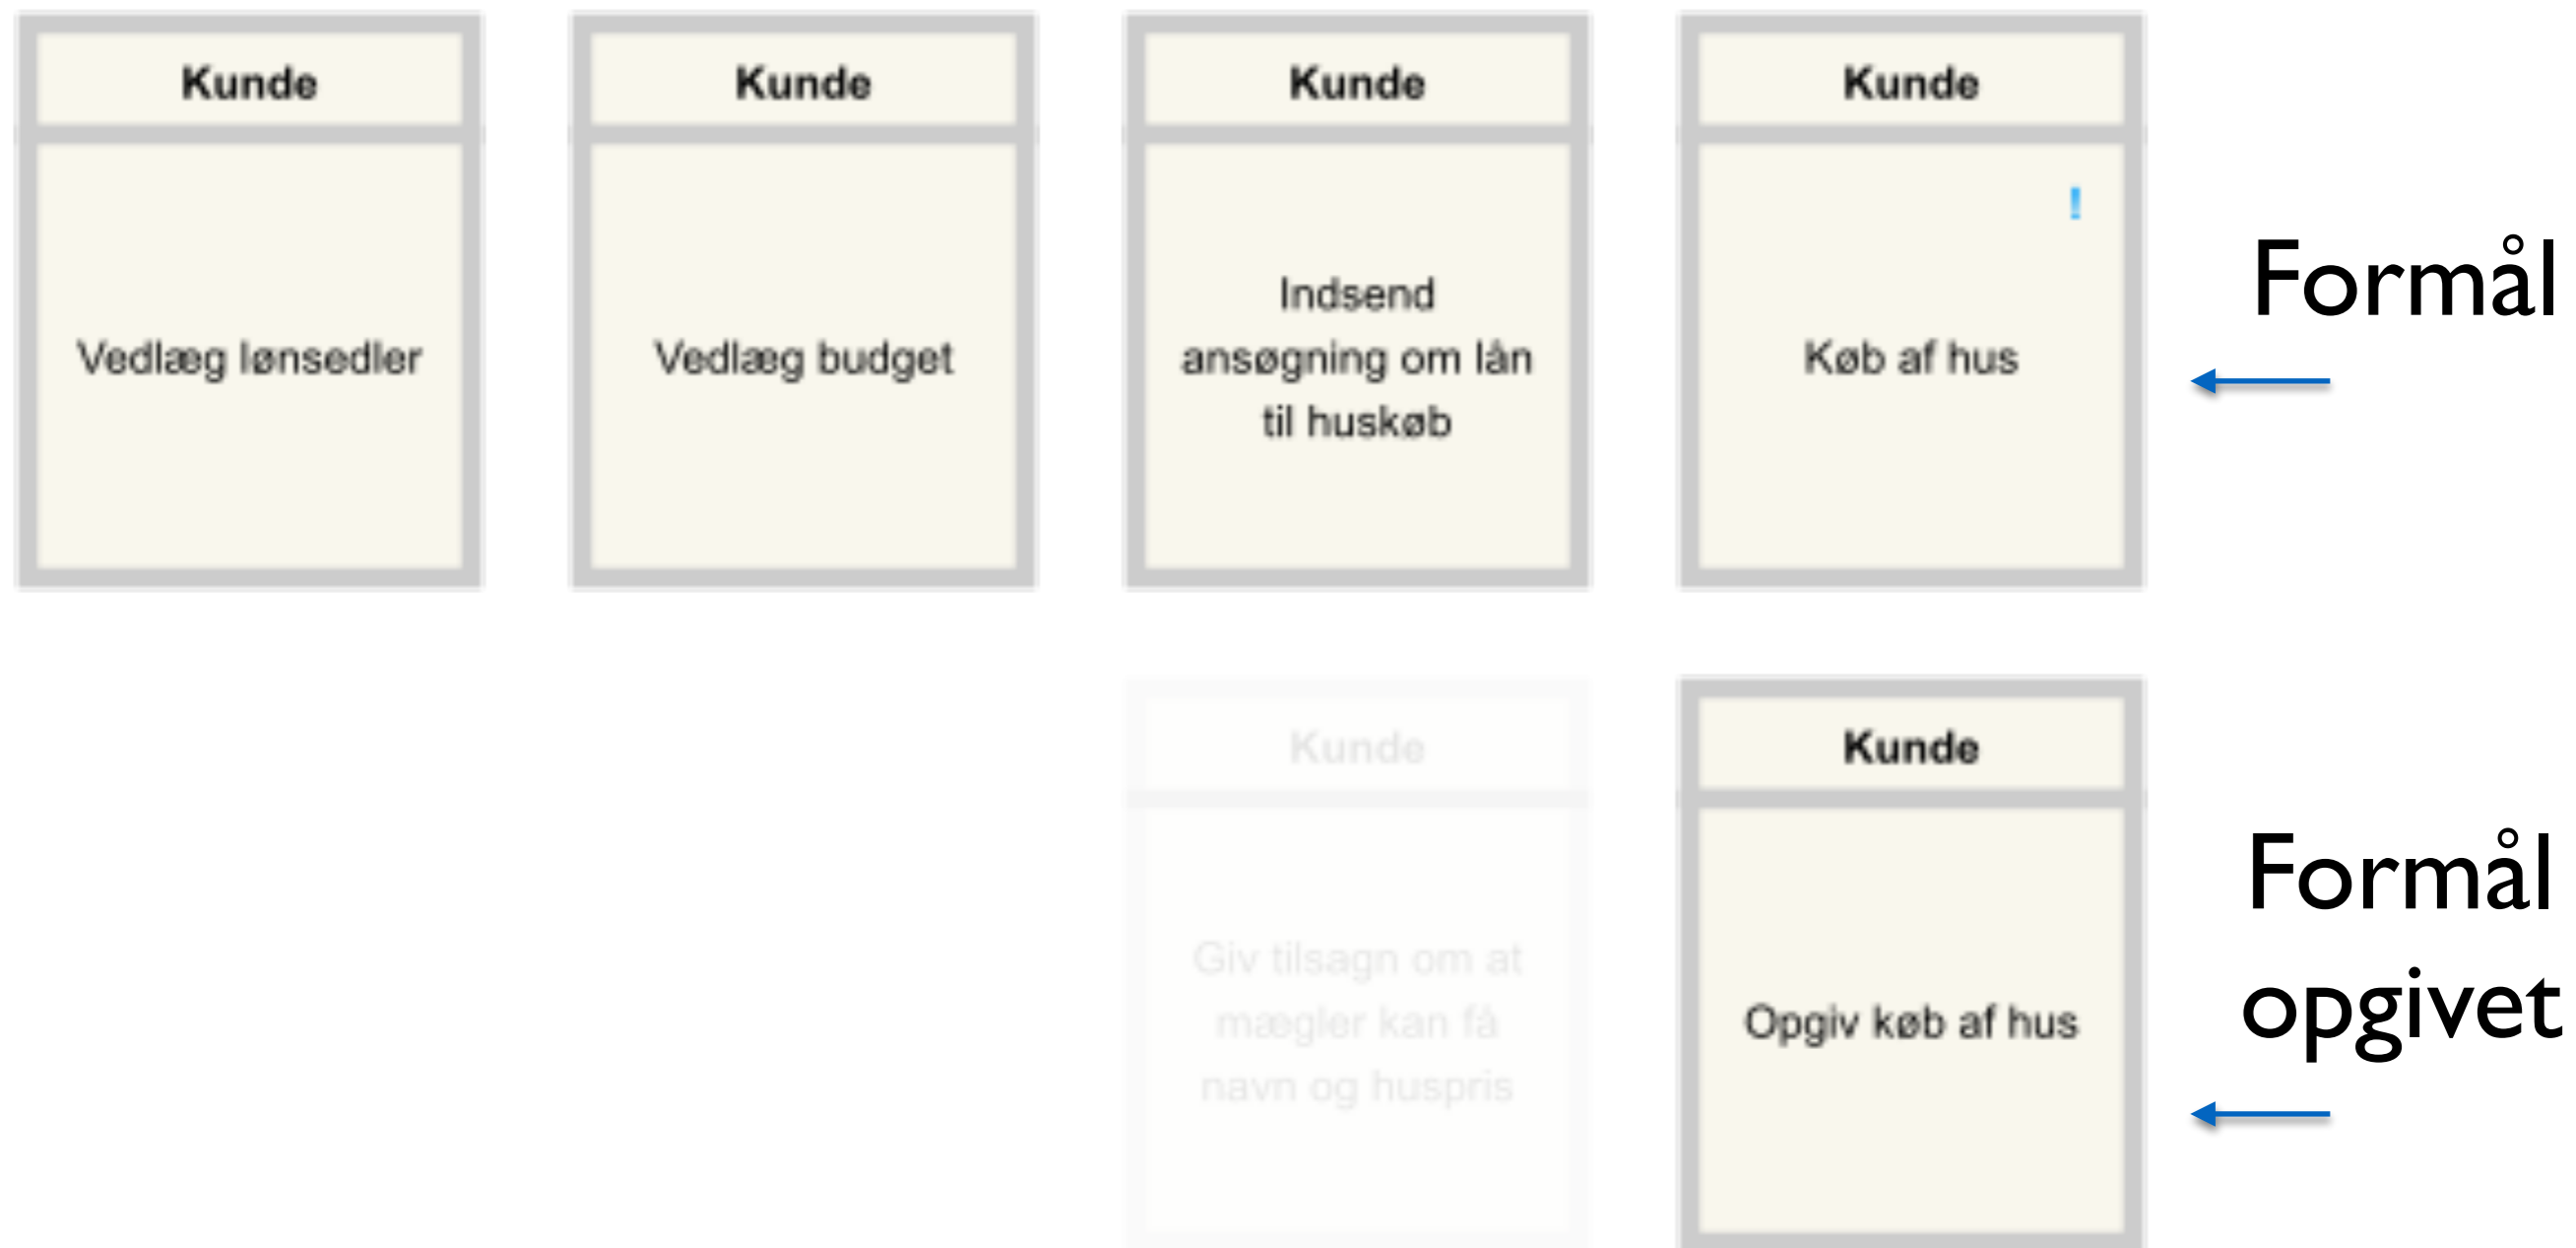 Kunde
Vedlæg lønsedler
Kunde
Vedlæg budget
Kunde
Indsend
ansøgning om lån
til huskøb
Kunde
!
Køb af hus
Formål
Kunde
Giv tilsagn om at
mægler kan få
navn og huspris
Kunde
Opgiv køb af hus
Formål
opgivet